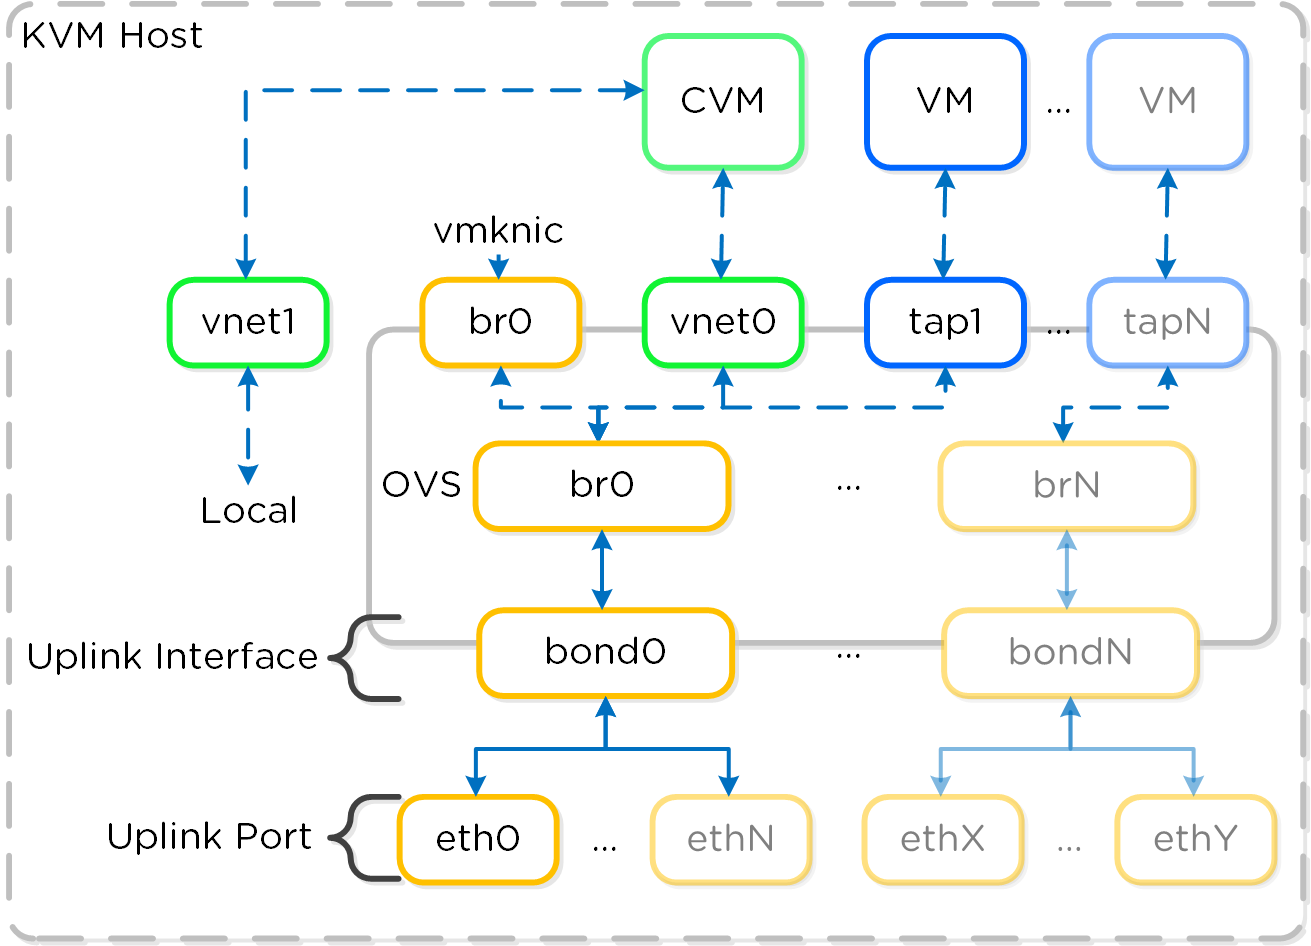 KVM Host
CVM
VM
...
VM
vmknic
vnet1
br0
vnet0
tap1
...
tapN
OVS
br0
...
brN
Local
Uplink Interface
bond0
...
bondN
Uplink Port
eth0
...
ethN
ethX
...
ethY